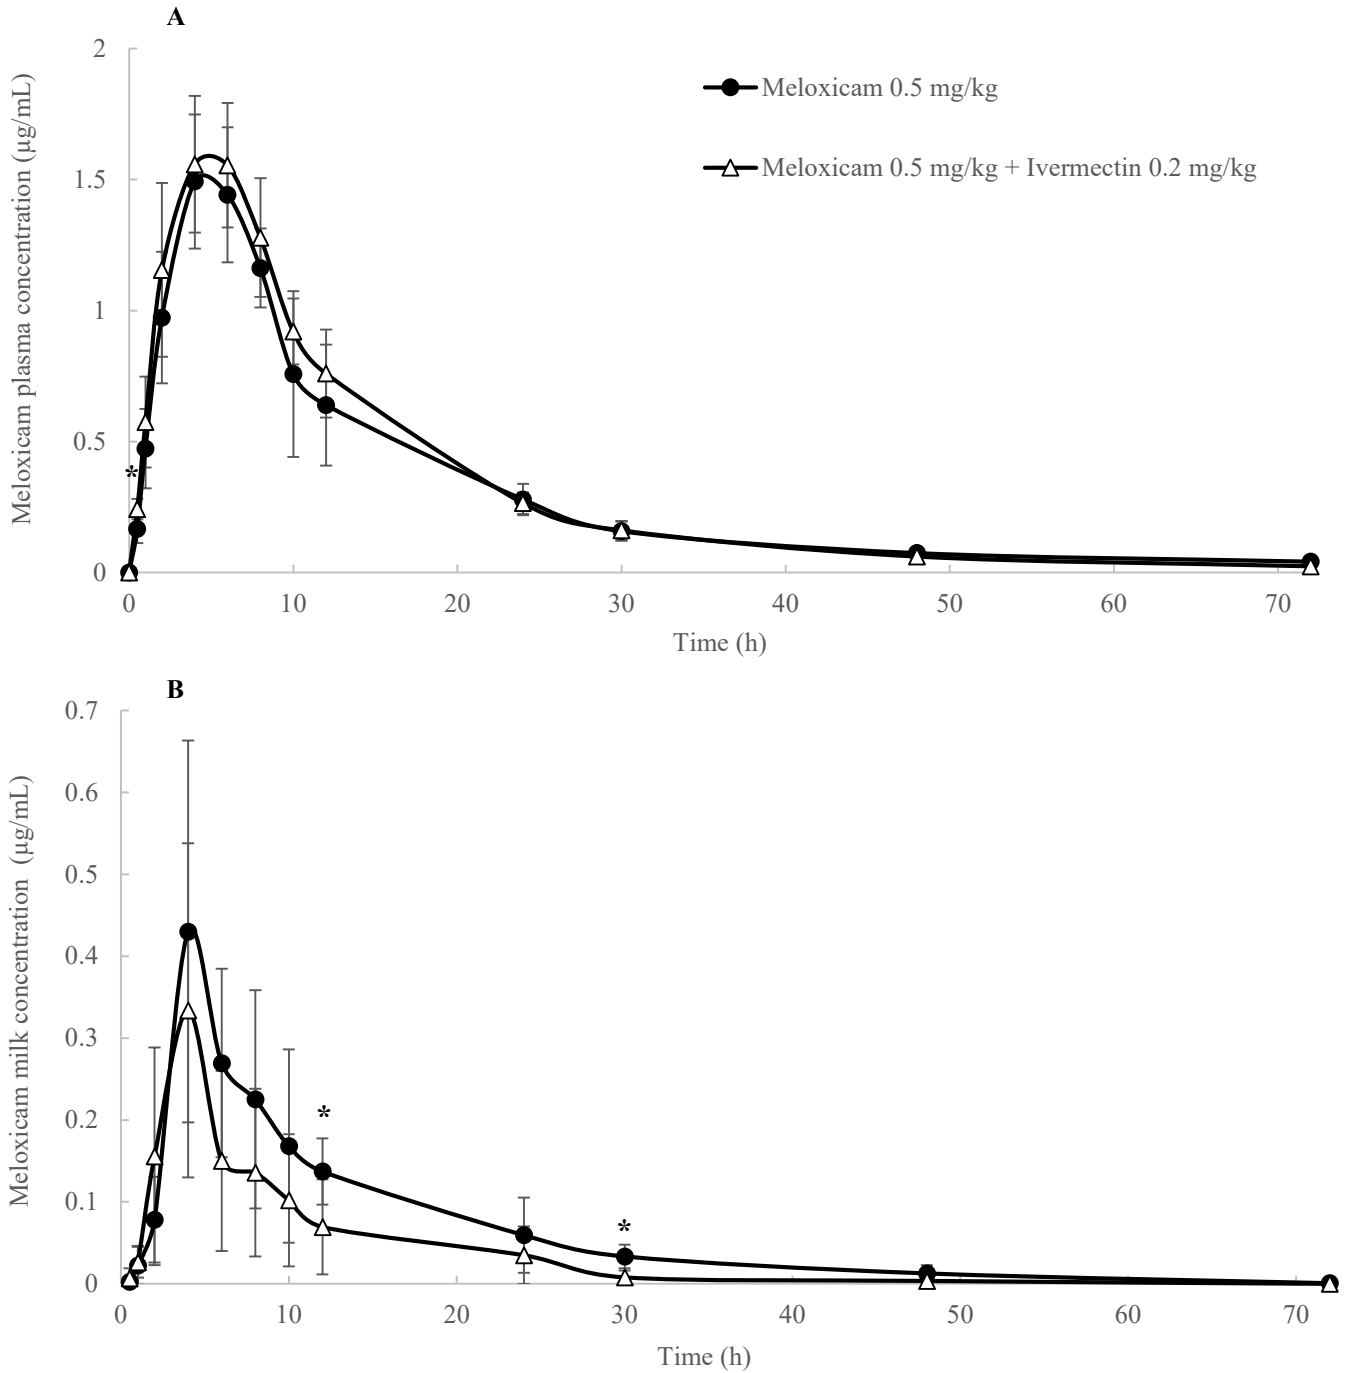 A
Meloxicam plasma concentration (µg/mL)
2
1.5
1
0.5
0
*
Meloxicam 0.5 mg/kg
Meloxicam 0.5 mg/kg + Ivermectin 0.2 mg/kg
0 10 20 30 40 50 60 70
Time (h)
B
Meloxicam milk concentration (µg/mL)
0.7
0.6
0.5
0.4
0.3
0.2
0.1
0
*
*
0 10 20 30 40 50 60 70
Time (h)